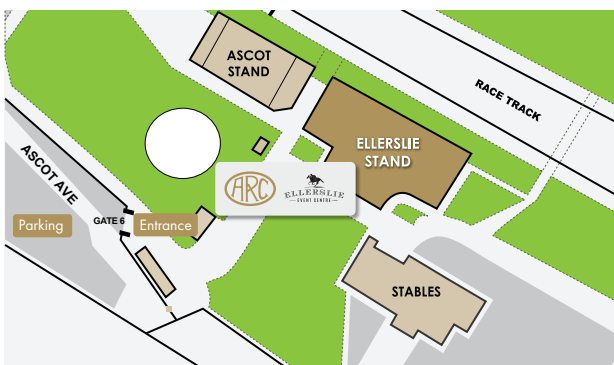 ASCOT
STAND
RACE TRACK
ELLERSLIE
STAND
ASCOT AVE
ARC
ELLERSLIE
EVENT CENTRE
Parking
GATE 6
Entrance
STABLES